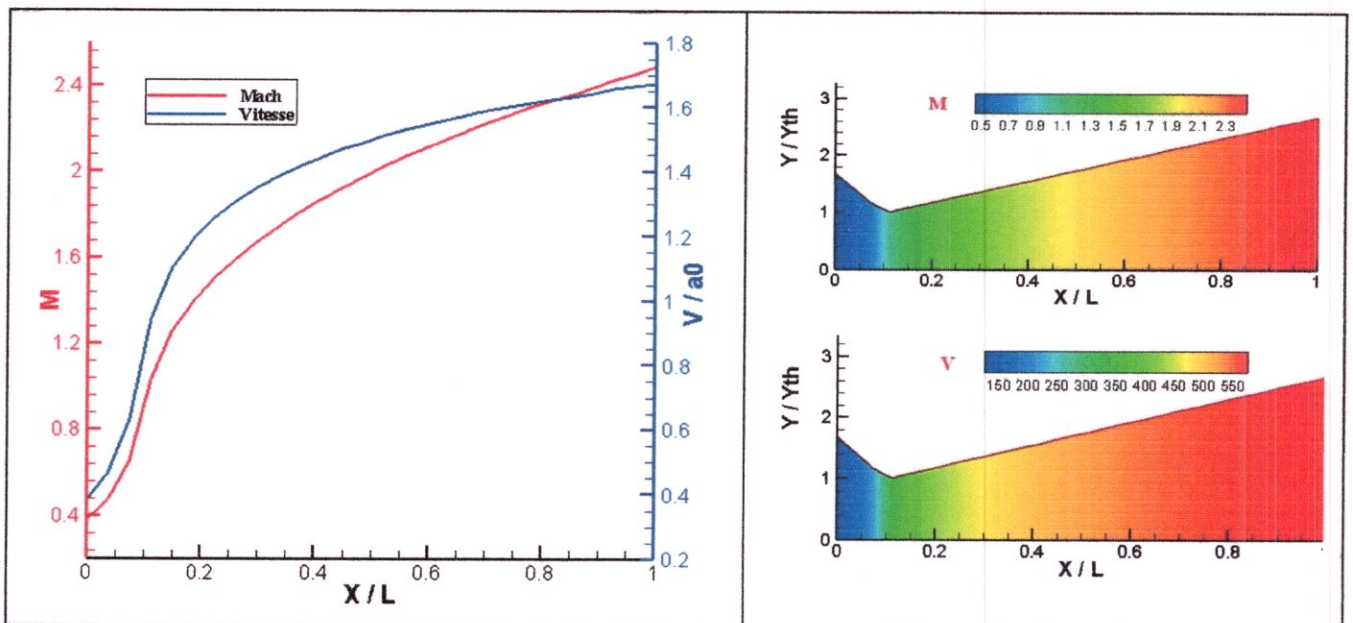 Mach
Vitesse
M
2.4
2
1.6
1.2
0.8
0.4
V / a0
1.8
1.6
1.4
1.2
1
0.8
0.6
0.4
0.2
0 0.2 0.4 0.6 0.8 1
X / L
M
0.5 0.7 0.9 1.1 1.3 1.5 1.7 1.9 2.1 2.3
Y / Yth
3
2
1
0
0 0.2 0.4 0.6 0.8 1
X / L
V
150 200 250 300 350 400 450 500 550
Y / Yth
3
2
1
0
0 0.2 0.4 0.6 0.8
X / L